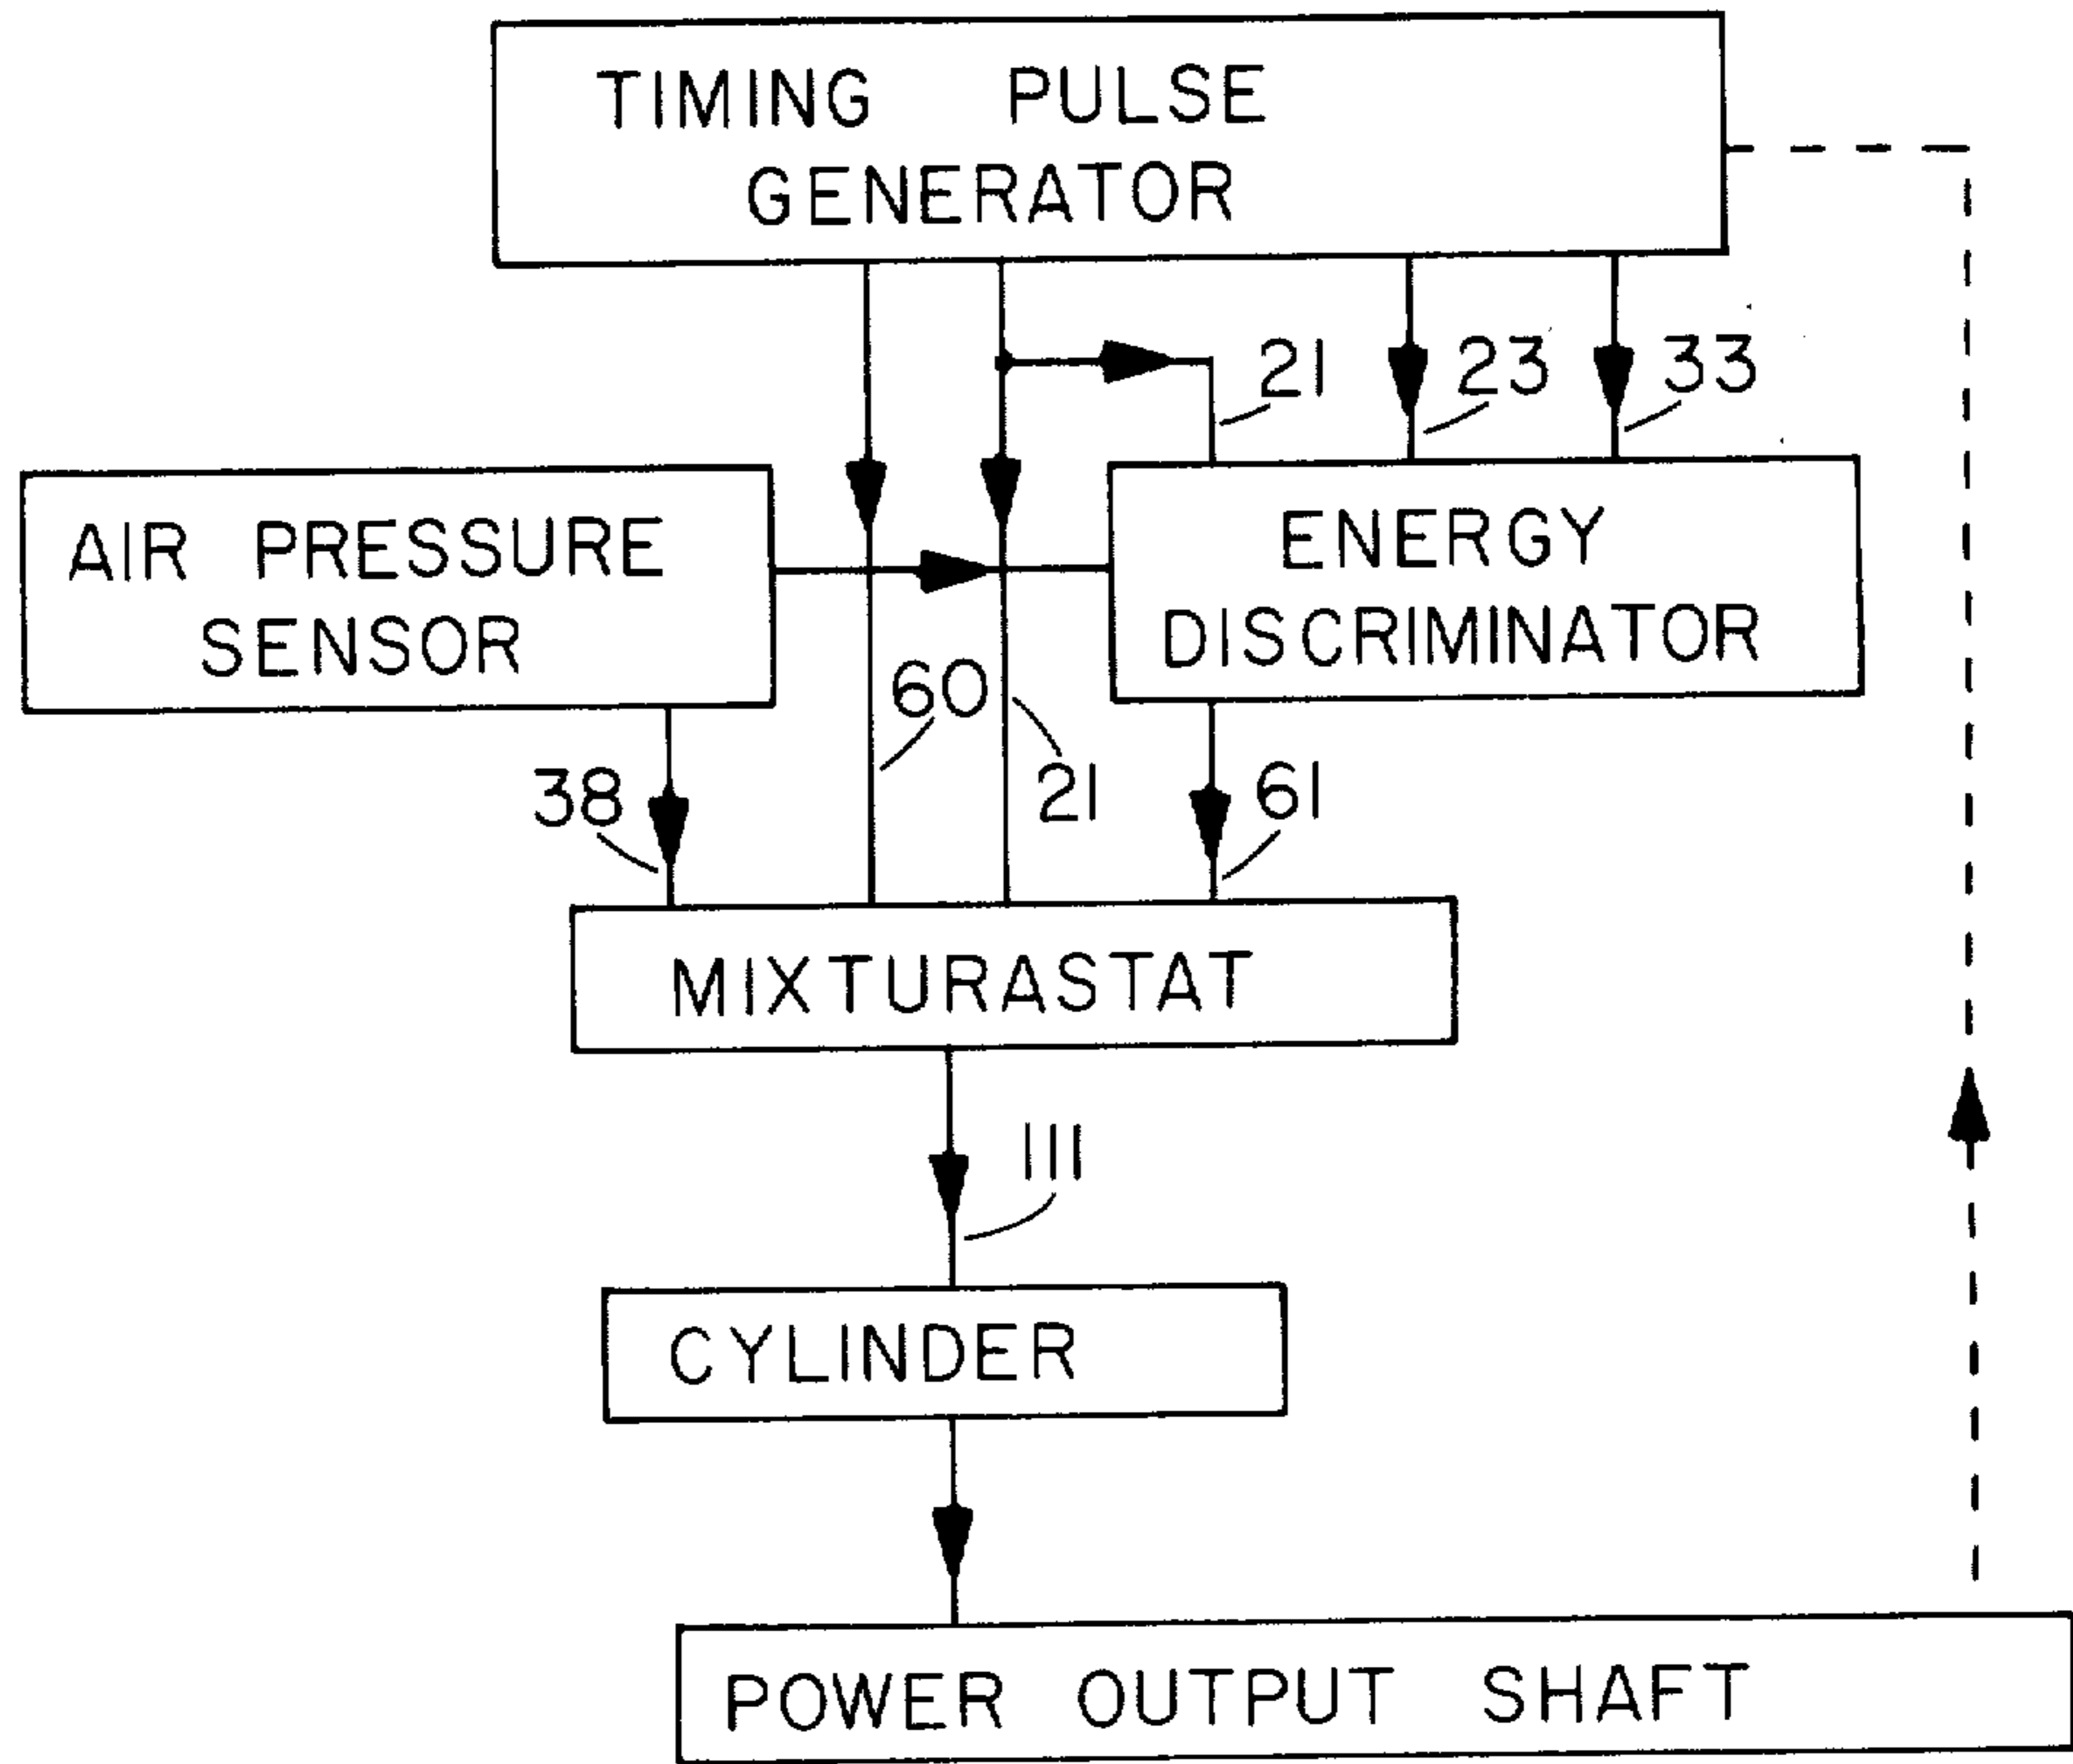 TIMING PULSE
GENERATOR
21
23
33
AIR PRESSURE
SENSOR
ENERGY
DISCRIMINATOR
60
38
21
61
MIXTURASTAT
111
CYLINDER
POWER OUTPUT SHAFT